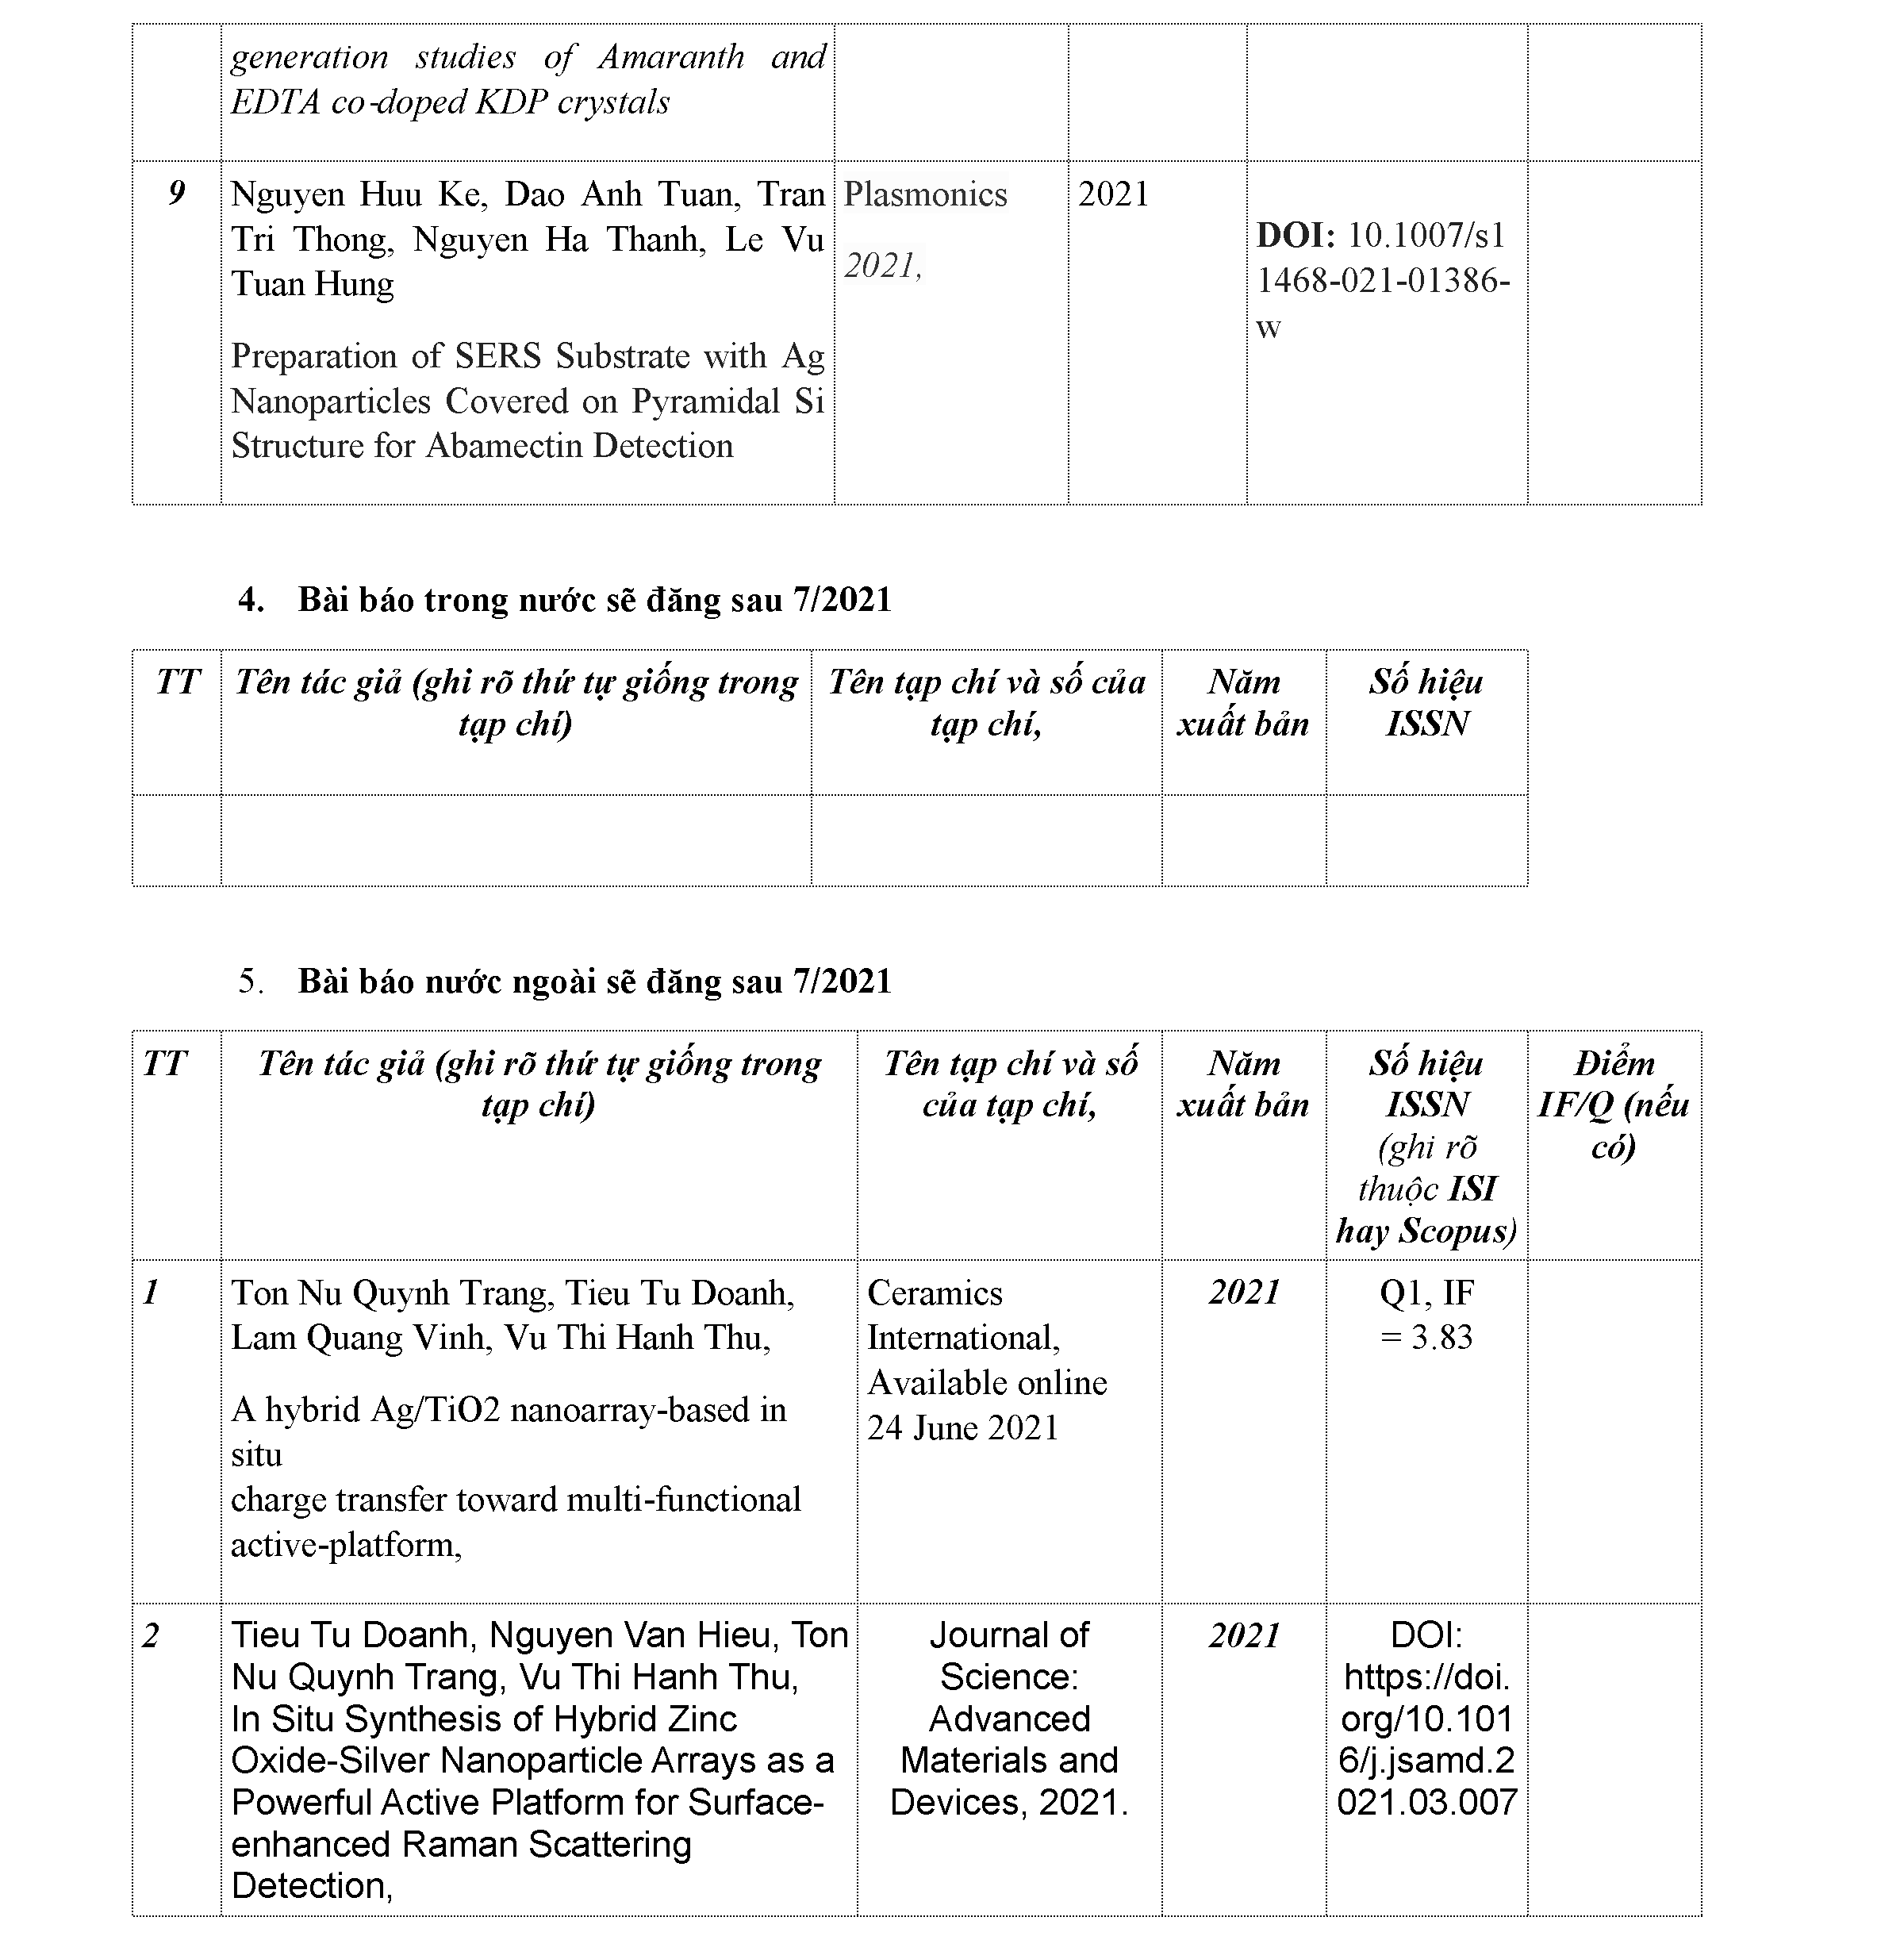 generation studies of Amaranth and
EDTA co-doped KDP crystals
9
Nguyen Huu Ke, Dao Anh Tuan, Tran
Tri Thong, Nguyen Ha Thanh, Le Vu
Tuan Hung
Preparation of SERS Substrate with Ag
Nanoparticles Covered on Pyramidal Si
Structure for Abamectin Detection
Plasmonics
2021,
2021
DOI: 10.1007/s1
1468-021-01386-
w
4. Bài báo trong nước sẽ đăng sau 7/2021
TT
Tên tác giả (ghi rõ thứ tự giống trong
tạp chí)
Tên tạp chí và số của
tạp chí,
Năm
xuất bản
Số hiệu
ISSN
5. Bài báo nước ngoài sẽ đăng sau 7/2021
TT
Tên tác giả (ghi rõ thứ tự giống trong
tạp chí)
Tên tạp chí và số
của tạp chí,
Năm
xuất bản
Số hiệu
ISSN
(ghi rõ
thuộc ISI
hay Scopus)
Điểm
IF/Q (nếu
có)
1
Ton Nu Quynh Trang, Tieu Tu Doanh,
Lam Quang Vinh, Vu Thi Hanh Thu,
A hybrid Ag/TiO2 nanoarray-based in
situ
charge transfer toward multi-functional
active-platform,
Ceramics
International,
Available online
24 June 2021
2021
Q1, IF
= 3.83
2
Tieu Tu Doanh, Nguyen Van Hieu, Ton
Nu Quynh Trang, Vu Thi Hanh Thu,
In Situ Synthesis of Hybrid Zinc
Oxide-Silver Nanoparticle Arrays as a
Powerful Active Platform for Surface-
enhanced Raman Scattering
Detection,
Journal of
Science:
Advanced
Materials and
Devices, 2021.
2021
DOI:
https://doi.
org/10.101
6/j.jsamd.2
021.03.007